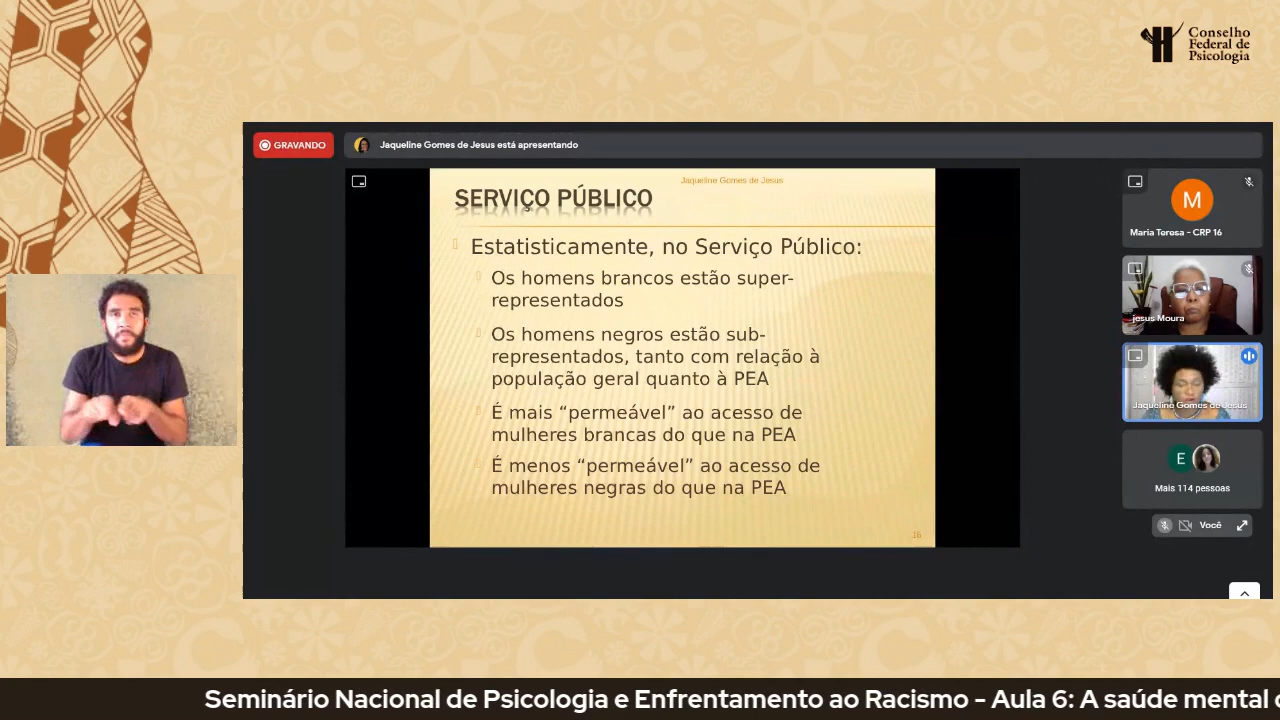 Conselho
Federal de
Psicologia
GRAVANDO
Jaqueline Gomes de Jesus está apresentando
Jaqueline Gomes de Jesus
SERVIÇO PÚBLICO
Estatisticamente, no Serviço Público:
Os homens brancos estão super-
representados
Os homens negros estão sub-
representados, tanto com relação à
população geral quanto à PEA
É mais “permeável” ao acesso de
mulheres brancas do que na PEA
É menos “permeável” ao acesso de
mulheres negras do que na PEA
16
M
Maria Teresa - CRP 16
jesus Moura
Jaqueline Gomes de Jesus
E
Mais 114 pessoas
Você
Seminário Nacional de Psicologia e Enfrentamento ao Racismo - Aula 6: A saúde mental